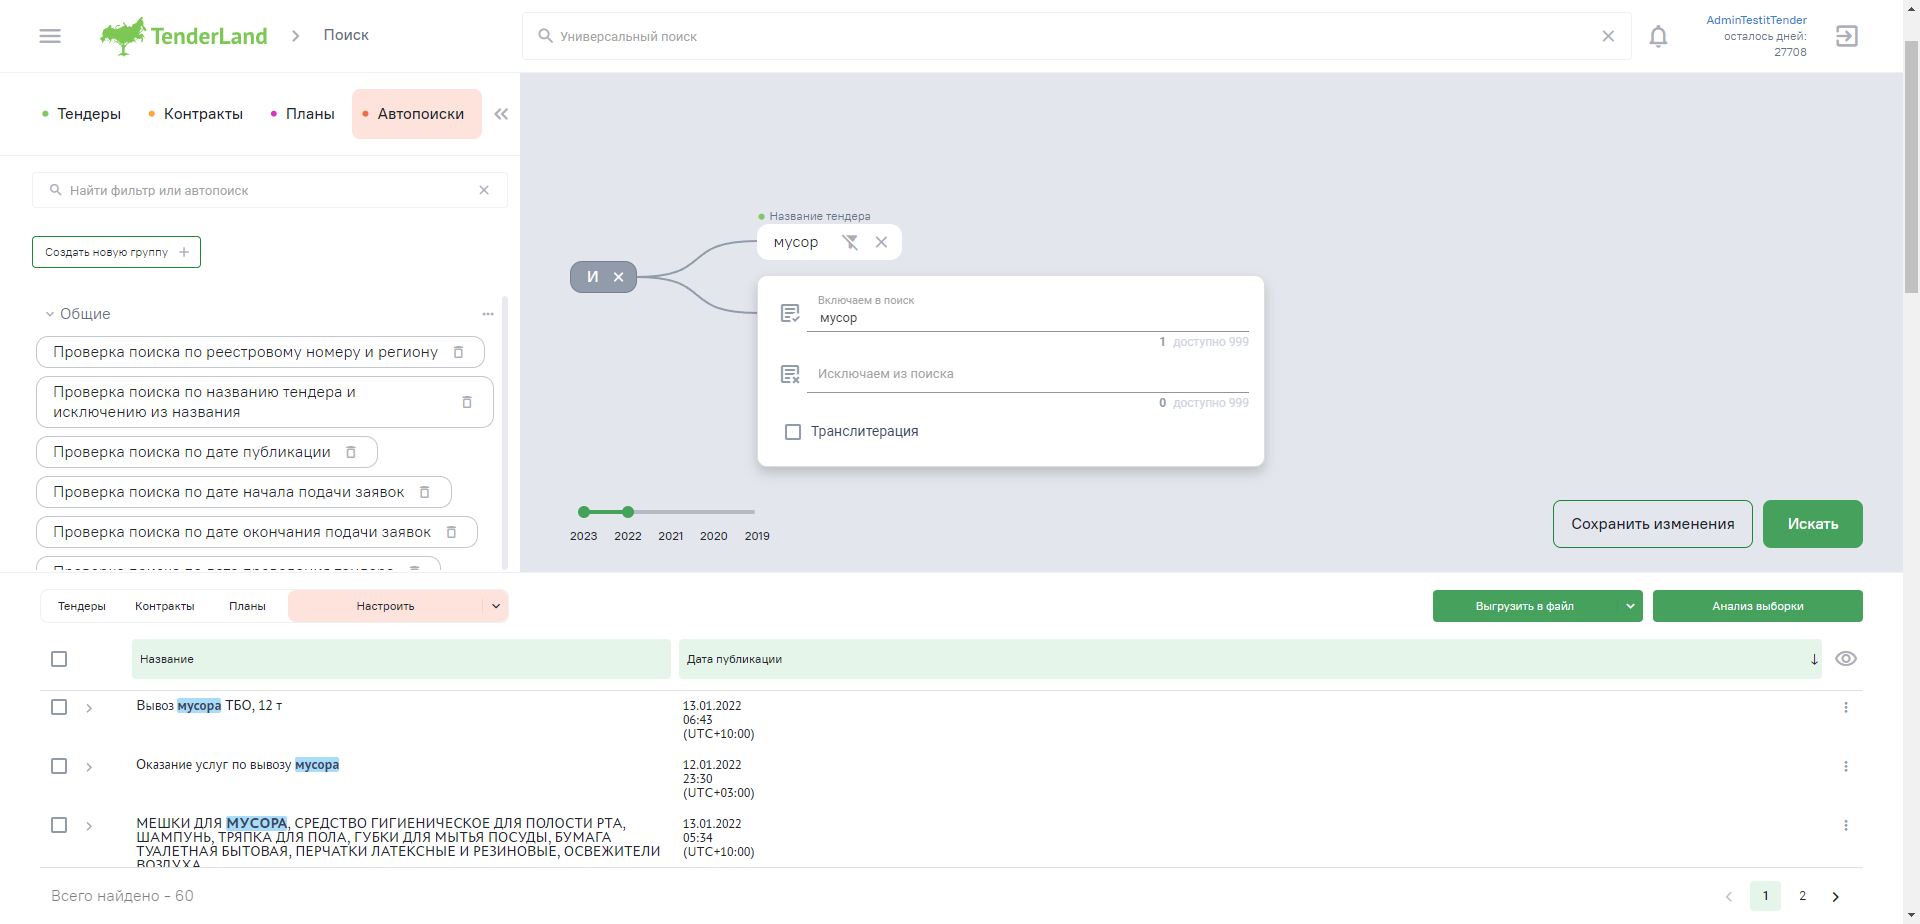 TenderLand
Поиск
Универсальный поиск
AdminTestitTender
осталось дней:
27708
Тендеры
Контракты
Планы
Автопоиски
Найти фильтр или автопоиск
Создать новую группу
Общие
Проверка поиска по реестровому номеру и региону
Проверка поиска по названию тендера и
исключению из названия
Проверка поиска по дате публикации
Проверка поиска по дате начала подачи заявок
Проверка поиска по дате окончания подачи заявок
Проверка поиска по дате проведения тендера
Название тендера
мусор
И
Включаем в поиск
мусор
1 доступно 999
Исключаем из поиска
0 доступно 999
Транслитерация
2023 2022 2021 2020 2019
Сохранить изменения
Искать
Тендеры Контракты Планы Настроить
Выгрузить в файл
Анализ выборки
Название
Дата публикации
Вывоз мусора ТБО, 12 т
13.01.2022
06:43
(UTC+10:00)
Оказание услуг по вывозу мусора
12.01.2022
23:30
(UTC+03:00)
МЕШКИ ДЛЯ МУСОРА, СРЕДСТВО ГИГИЕНИЧЕСКОЕ ДЛЯ ПОЛОСТИ РТА,
ШАМПУНЬ, ТРЯПКА ДЛЯ ПОЛА, ГУБКИ ДЛЯ МЫТЬЯ ПОСУДЫ, БУМАГА
ТУАЛЕТНАЯ БЫТОВАЯ, ПЕРЧАТКИ ЛАТЕКСНЫЕ И РЕЗИНОВЫЕ, ОСВЕЖИТЕЛИ
ВОЗДУХА
13.01.2022
05:34
(UTC+10:00)
Всего найдено - 60
1 2